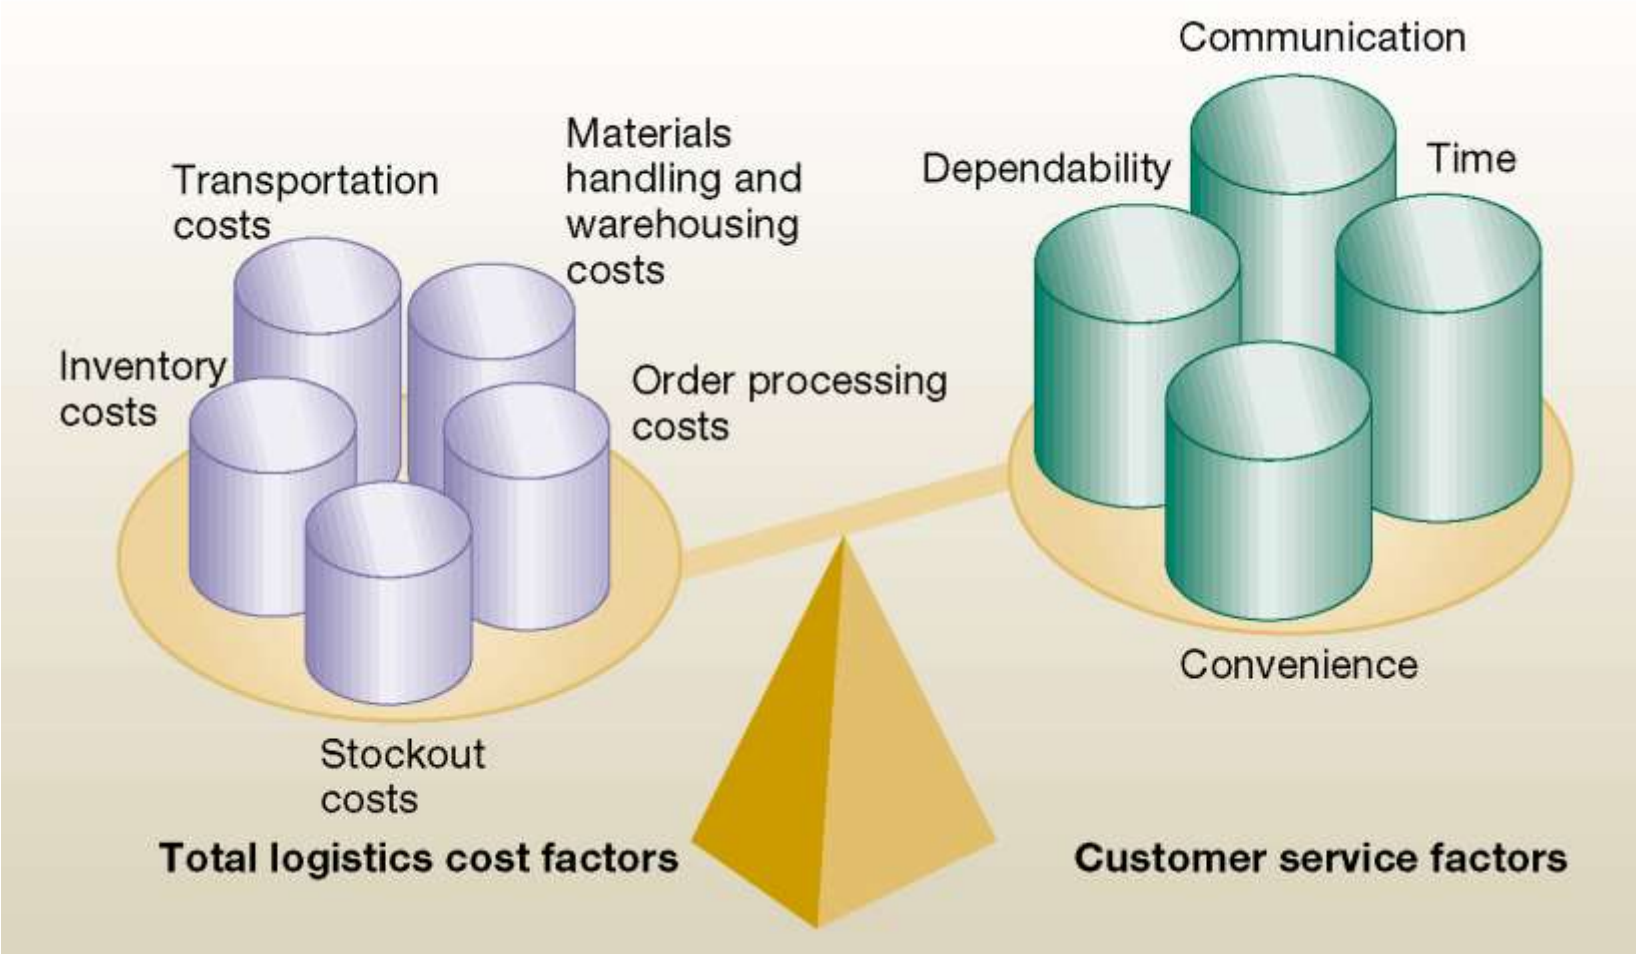 Communication
Materials
handling and
warehousing
costs
Transportation
costs
Dependability
Time
Inventory
costs
Order processing
costs
Convenience
Stockout
costs
Total logistics cost factors
Customer service factors